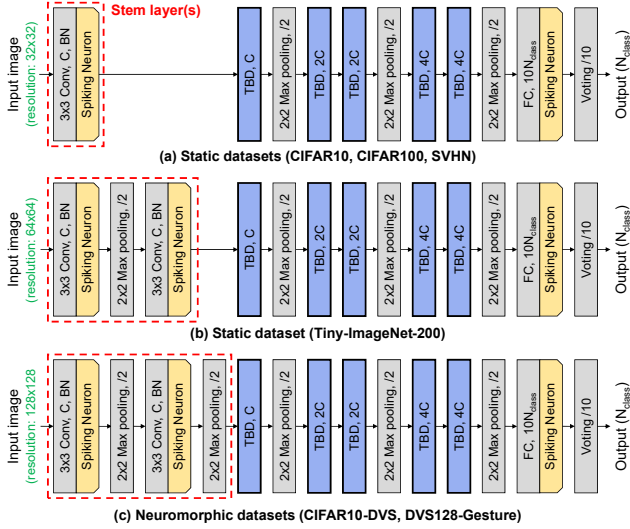 Stem layer(s)
Input image
(resolution: 32x32)
3x3 Conv, C, BN
Spiking Neuron
TBD, C
2x2 Max pooling, /2
TBD, 2C
TBD, 2C
2x2 Max pooling, /2
TBD, 4C
TBD, 4C
2x2 Max pooling, /2
FC, 10N_class
Spiking Neuron
Voting /10
Output (N_class)
(a) Static datasets (CIFAR10, CIFAR100, SVHN)
Input image
(resolution: 64x64)
3x3 Conv, C, BN
Spiking Neuron
2x2 Max pooling, /2
3x3 Conv, C, BN
Spiking Neuron
TBD, C
2x2 Max pooling, /2
TBD, 2C
TBD, 2C
2x2 Max pooling, /2
TBD, 4C
TBD, 4C
2x2 Max pooling, /2
FC, 10N_class
Spiking Neuron
Voting /10
Output (N_class)
(b) Static dataset (Tiny-ImageNet-200)
Input image
(resolution: 128x128
3x3 Conv, C, BN
Spiking Neuron
2x2 Max pooling, /2
3x3 Conv, C, BN
Spiking Neuron
2x2 Max pooling, /2
TBD, C
2x2 Max pooling, /2
TBD, 2C
TBD, 2C
2x2 Max pooling, /2
TBD, 4C
TBD, 4C
2x2 Max pooling, /2
FC, 10N_class
Spiking Neuron
Voting /10
Output (N_class)
(c) Neuromorphic datasets (CIFAR10-DVS, DVS128-Gesture)